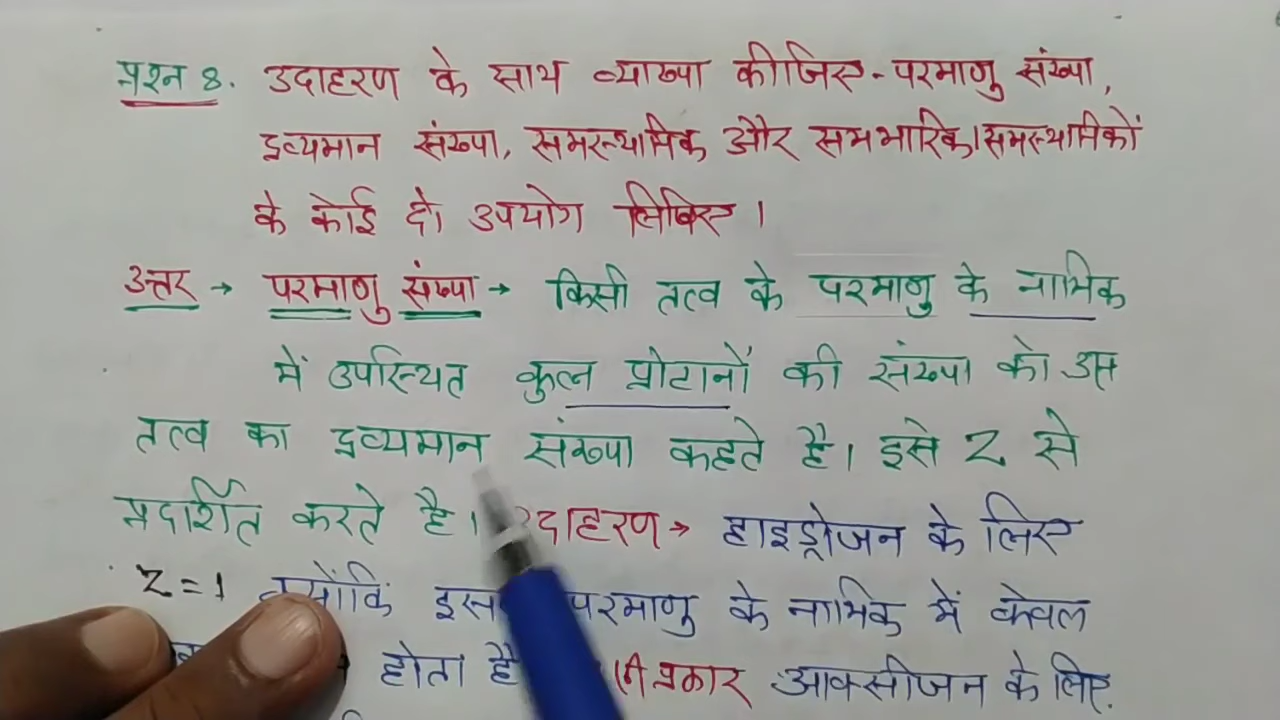 प्रश्न 8. उदाहरण के साथ व्याख्या कीजिए - परमाणु संख्या,
द्रव्यमान संख्या, समस्थानिक और समभारिक। समस्थानिकों
के कोई दो उपयोग लिखिए।
उत्तर → परमाणु संख्या → किसी तत्व के परमाणु के नाभिक
में उपस्थित कुल प्रोटानों की संख्या को उस
तत्व का द्रव्यमान संख्या कहते है। इसे Z से
प्रदर्शित करते है। उदाहरण → हाइड्रोजन के लिए
Z = 1 क्योंकि परमाणु के नाभिक में केवल
होता है प्रकार आक्सीजन के लिए